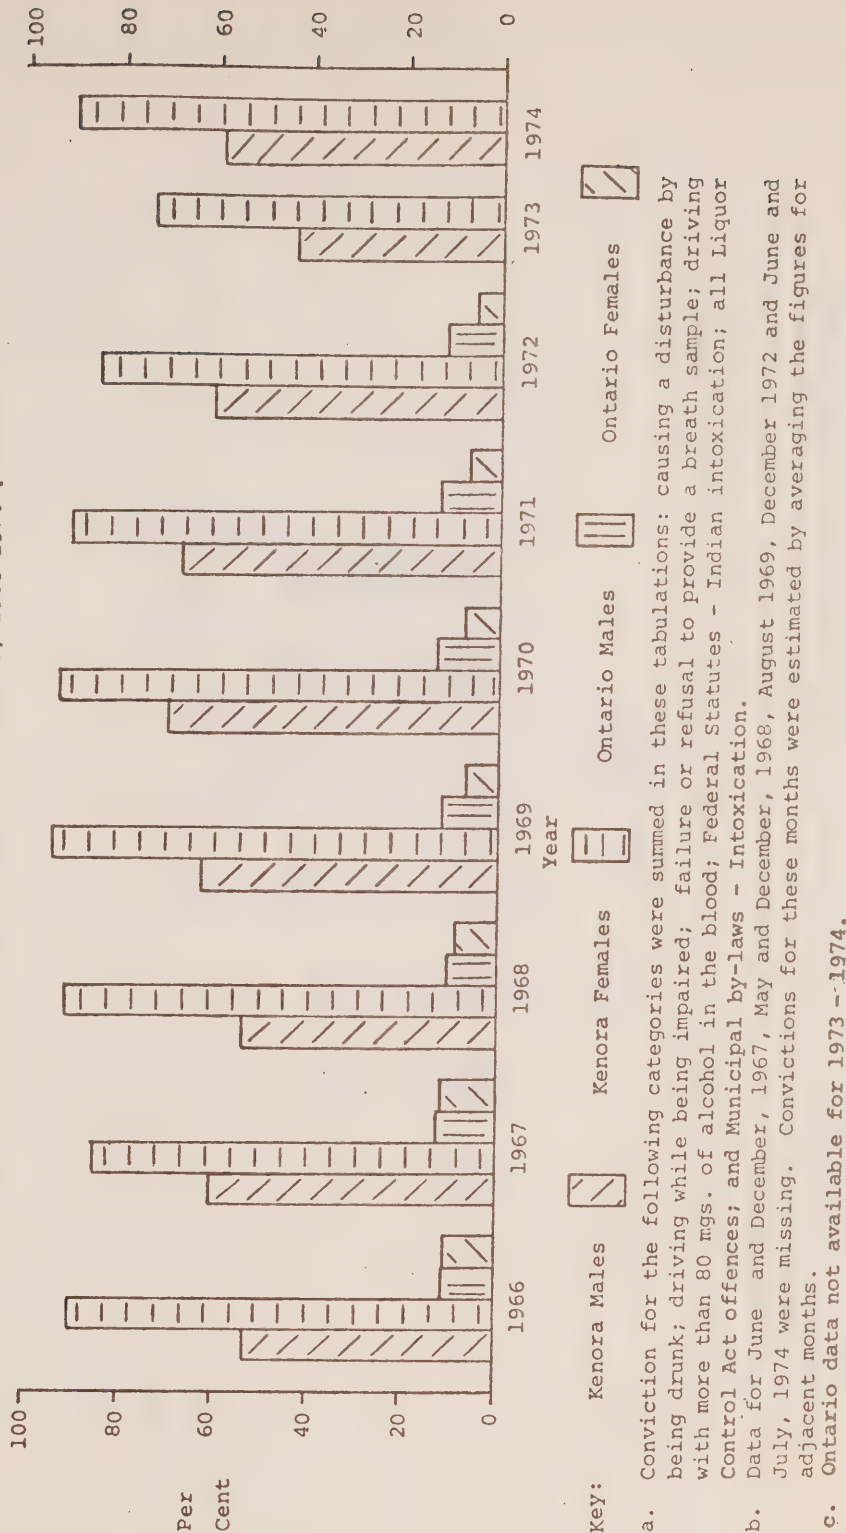 100
80
60
40
20
0
Per
Cent
100
80
60
40
20
0
1966
1967
1968
1969
1970
1971
1972
1973
1974
Year
Key: Kenora Males Kenora Females Ontario Males Ontario Females
a. Conviction for the following categories were summed in these tabulations: causing a disturbance by
being drunk; driving while being impaired; failure or refusal to provide a breath sample; driving
with more than 80 mgs. of alcohol in the blood; Federal Statutes - Indian intoxication; all Liquor
Control Act offences; and Municipal by-laws - Intoxication.
b. Data for June and December, 1967, May and December, 1968, August 1969, December 1972 and June and
July, 1974 were missing. Convictions for these months were estimated by averaging the figures for
adjacent months.
c. Ontario data not available for 1973 - 1974.